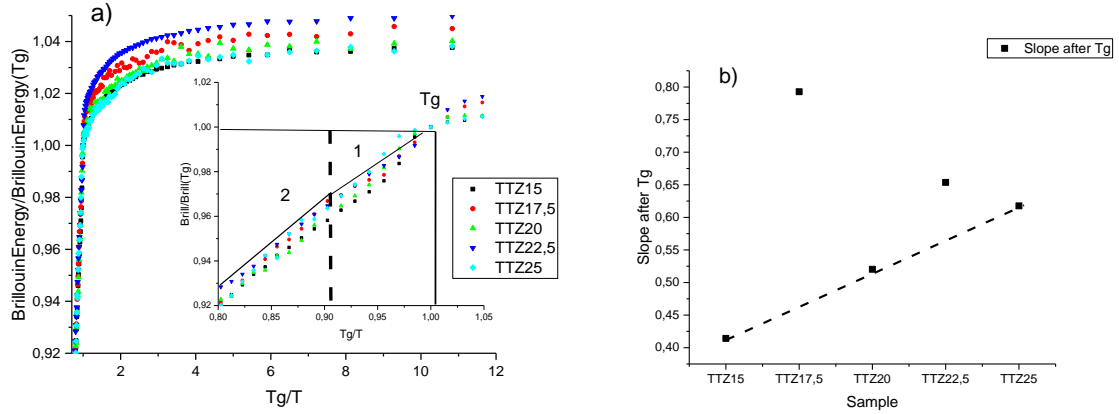 a)
BrillouinEnergy/BrillouinEnergy(Tg)
1,04
1,02
1,00
0,98
0,96
0,94
0,92
2
4
6
8
10
12
Tg/T
Brill/Brill(Tg)
1,02
1,00
0,98
0,96
0,94
0,92
0,80
0,85
0,90
0,95
1,00
1,05
Tg/T
Tg
1
2
TTZ15
TTZ17,5
TTZ20
TTZ22,5
TTZ25
b)
Slope after Tg
Slope after Tg
0,80
0,75
0,70
0,65
0,60
0,55
0,50
0,45
0,40
TTZ15
TTZ17,5
TTZ20
TTZ22,5
TTZ25
Sample